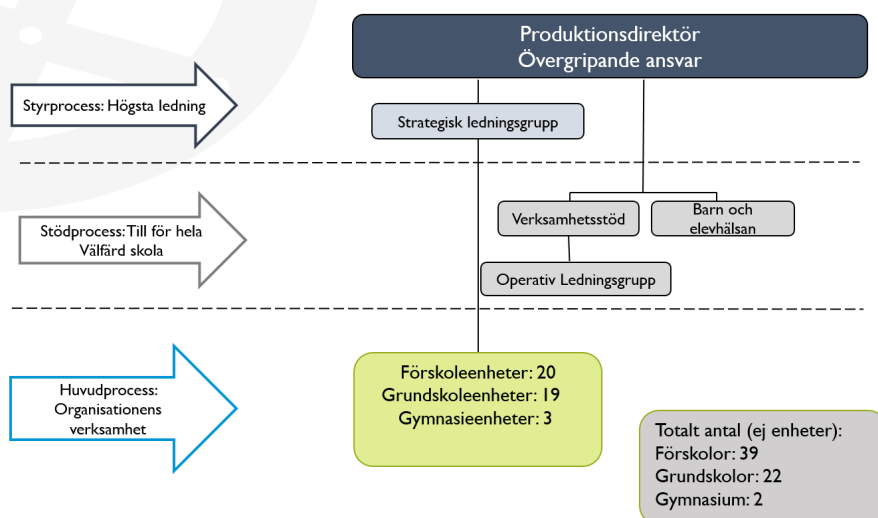 Produktionsdirektör
Övergripande ansvar
Styrprocess: Högsta ledning
Strategisk ledningsgrupp
Stödprocess: Till för hela
Välfärd skola
Verksamhetsstöd
Barn och
elevhälsan
Operativ Ledningsgrupp
Huvudprocess:
Organisationens
verksamhet
Förskoleenheter: 20
Grundskoleenheter: 19
Gymnasieenheter: 3
Totalt antal (ej enheter):
Förskolor: 39
Grundskolor: 22
Gymnasium: 2